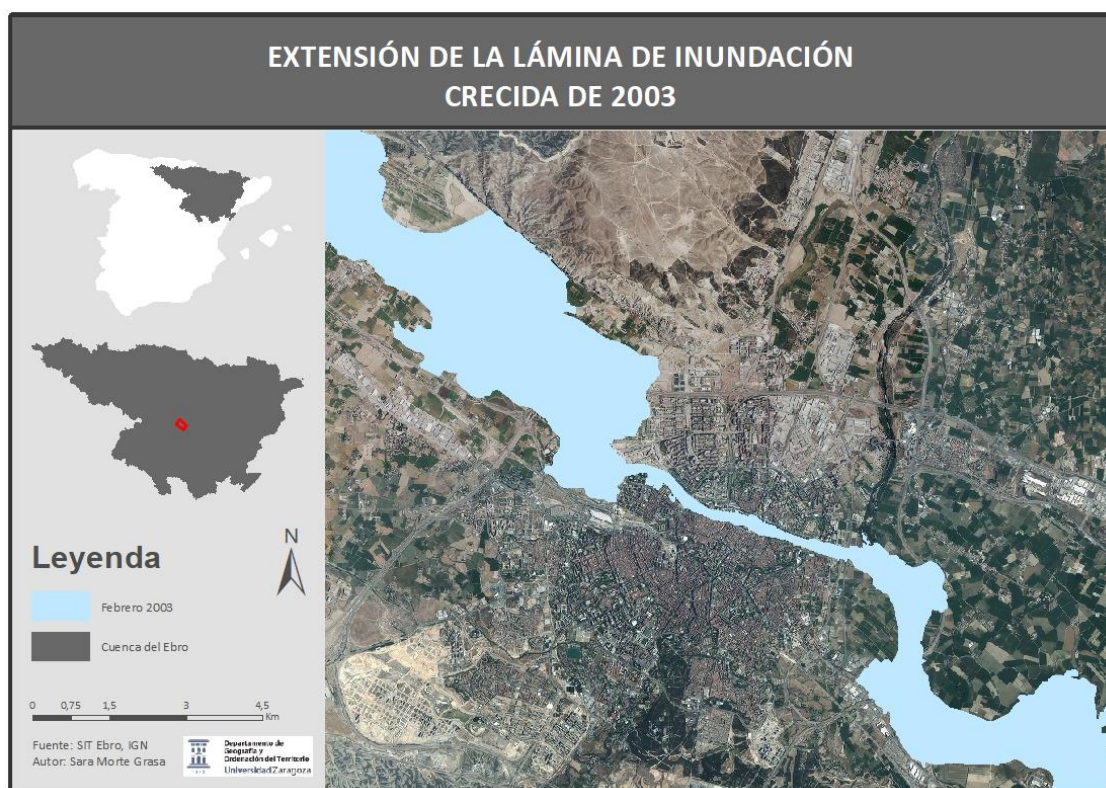 EXTENSIÓN DE LA LÁMINA DE INUNDACIÓN
CRECIDA DE 2003
N
Leyenda
Febrero 2003
Cuenca del Ebro
0 0,75 1,5 3 4,5
Km
Fuente: SIT Ebro, IGN
Autor: Sara Morte Grasa
Departamento de
Geografía y
Ordenación del Territorio
Universidad Zaragoza